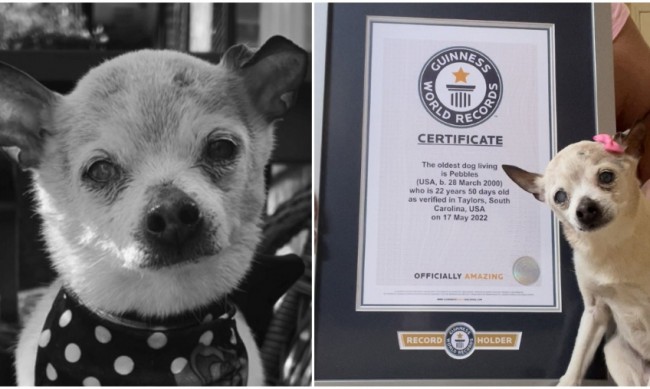 GUINNESS
WORLD RECORDS
CERTIFICATE
The oldest dog living
is Pebbles
(USA, b. 28 March 2000)
who is 22 years 50 days old
as verified in Taylors, South
Carolina, USA
on 17 May 2022
OFFICIALLY AMAZING
RECORD HOLDER